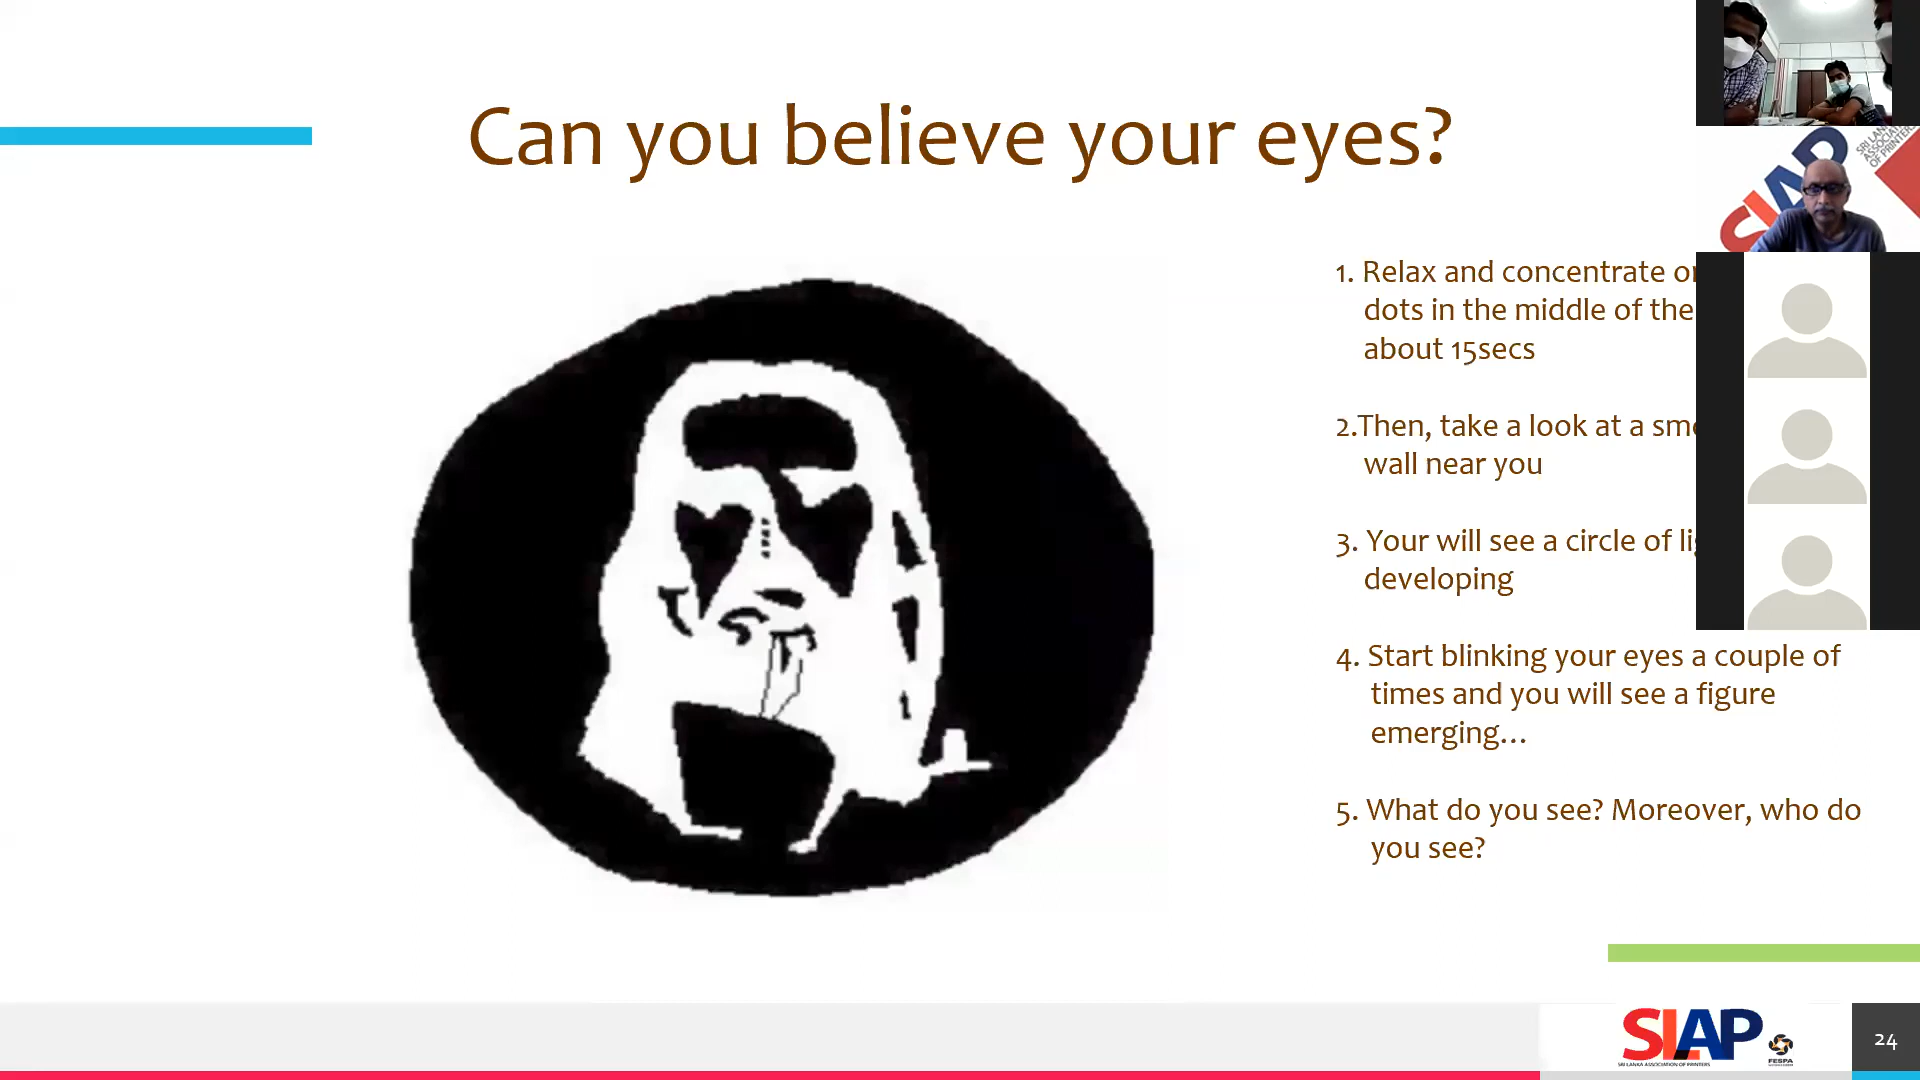 Can you believe your eyes?
1. Relax and concentrate
dots in the middle of the
about 15secs
2.Then, take a look at a
wall near you
3. Your will see a circle of
developing
4. Start blinking your eyes a couple of
times and you will see a figure
emerging...
5. What do you see? Moreover, who do
you see?
SLAP
SRI LANKA ASSOCIATION OF PRINTERS
FESPA
24